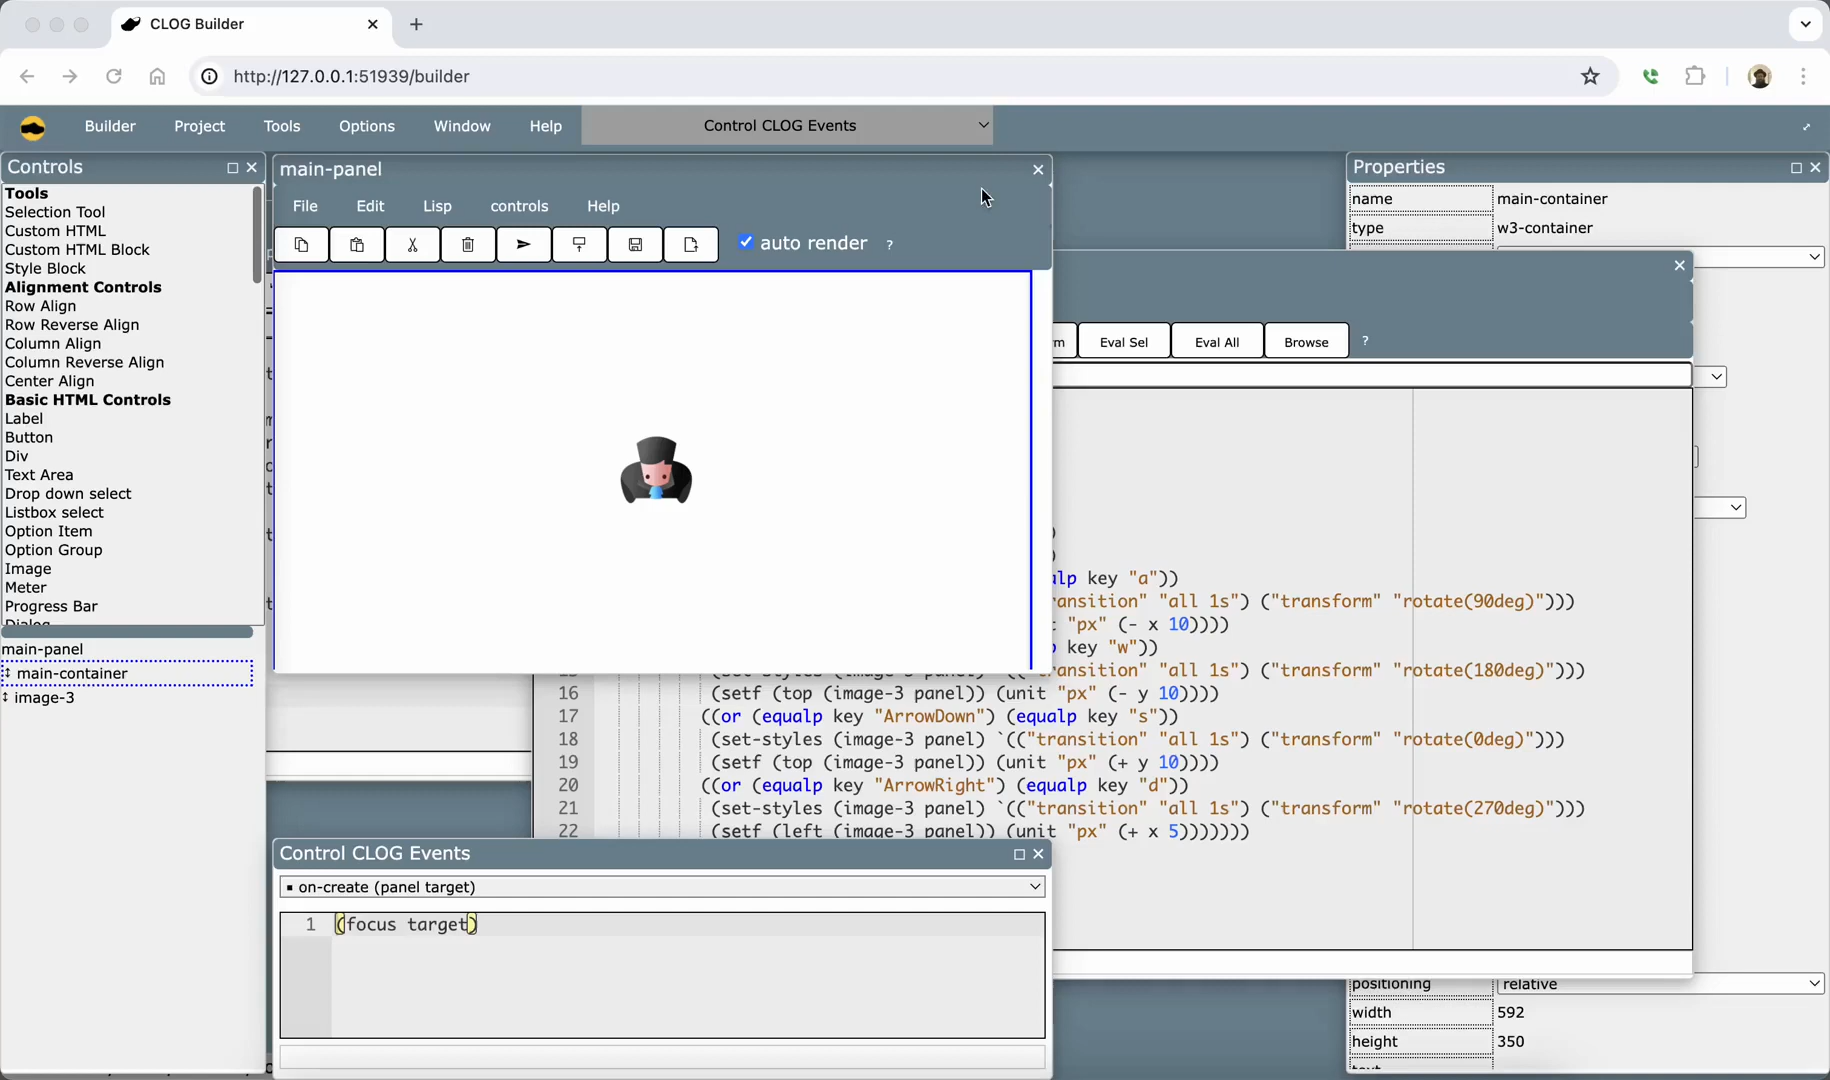 CLOG Builder
http://127.0.0.1:51939/builder
Builder Project Tools Options Window Help Control CLOG Events
Controls
Tools
Selection Tool
Custom HTML
Custom HTML Block
Style Block
Alignment Controls
Row Align
Row Reverse Align
Column Align
Column Reverse Align
Center Align
Basic HTML Controls
Label
Button
Div
Text Area
Drop down select
Listbox select
Option Item
Option Group
Image
Meter
Progress Bar
Dialog
main-panel
↕ main-container
↕ image-3
main-panel
File Edit Lisp controls Help
auto render ?
Eval Sel Eval All Browse ?
alp key "a"))
ansition" "all 1s") ("transform" "rotate(90deg)")))
"px" (- x 10))))
key "w"))
ansition" "all 1s") ("transform" "rotate(180deg)")))
16 (setf (top (image-3 panel)) (unit "px" (- y 10))))
17 ((or (equalp key "ArrowDown") (equalp key "s"))
18 (set-styles (image-3 panel) `(("transition" "all 1s") ("transform" "rotate(0deg)")))
19 (setf (top (image-3 panel)) (unit "px" (+ y 10))))
20 ((or (equalp key "ArrowRight") (equalp key "d"))
21 (set-styles (image-3 panel) `(("transition" "all 1s") ("transform" "rotate(270deg)")))
22 (setf (left (image-3 panel)) (unit "px" (+ x 5)))))))
Control CLOG Events
▪ on-create (panel target)
1 (focus target)
Properties
name main-container
type w3-container
positioning relative
width 592
height 350